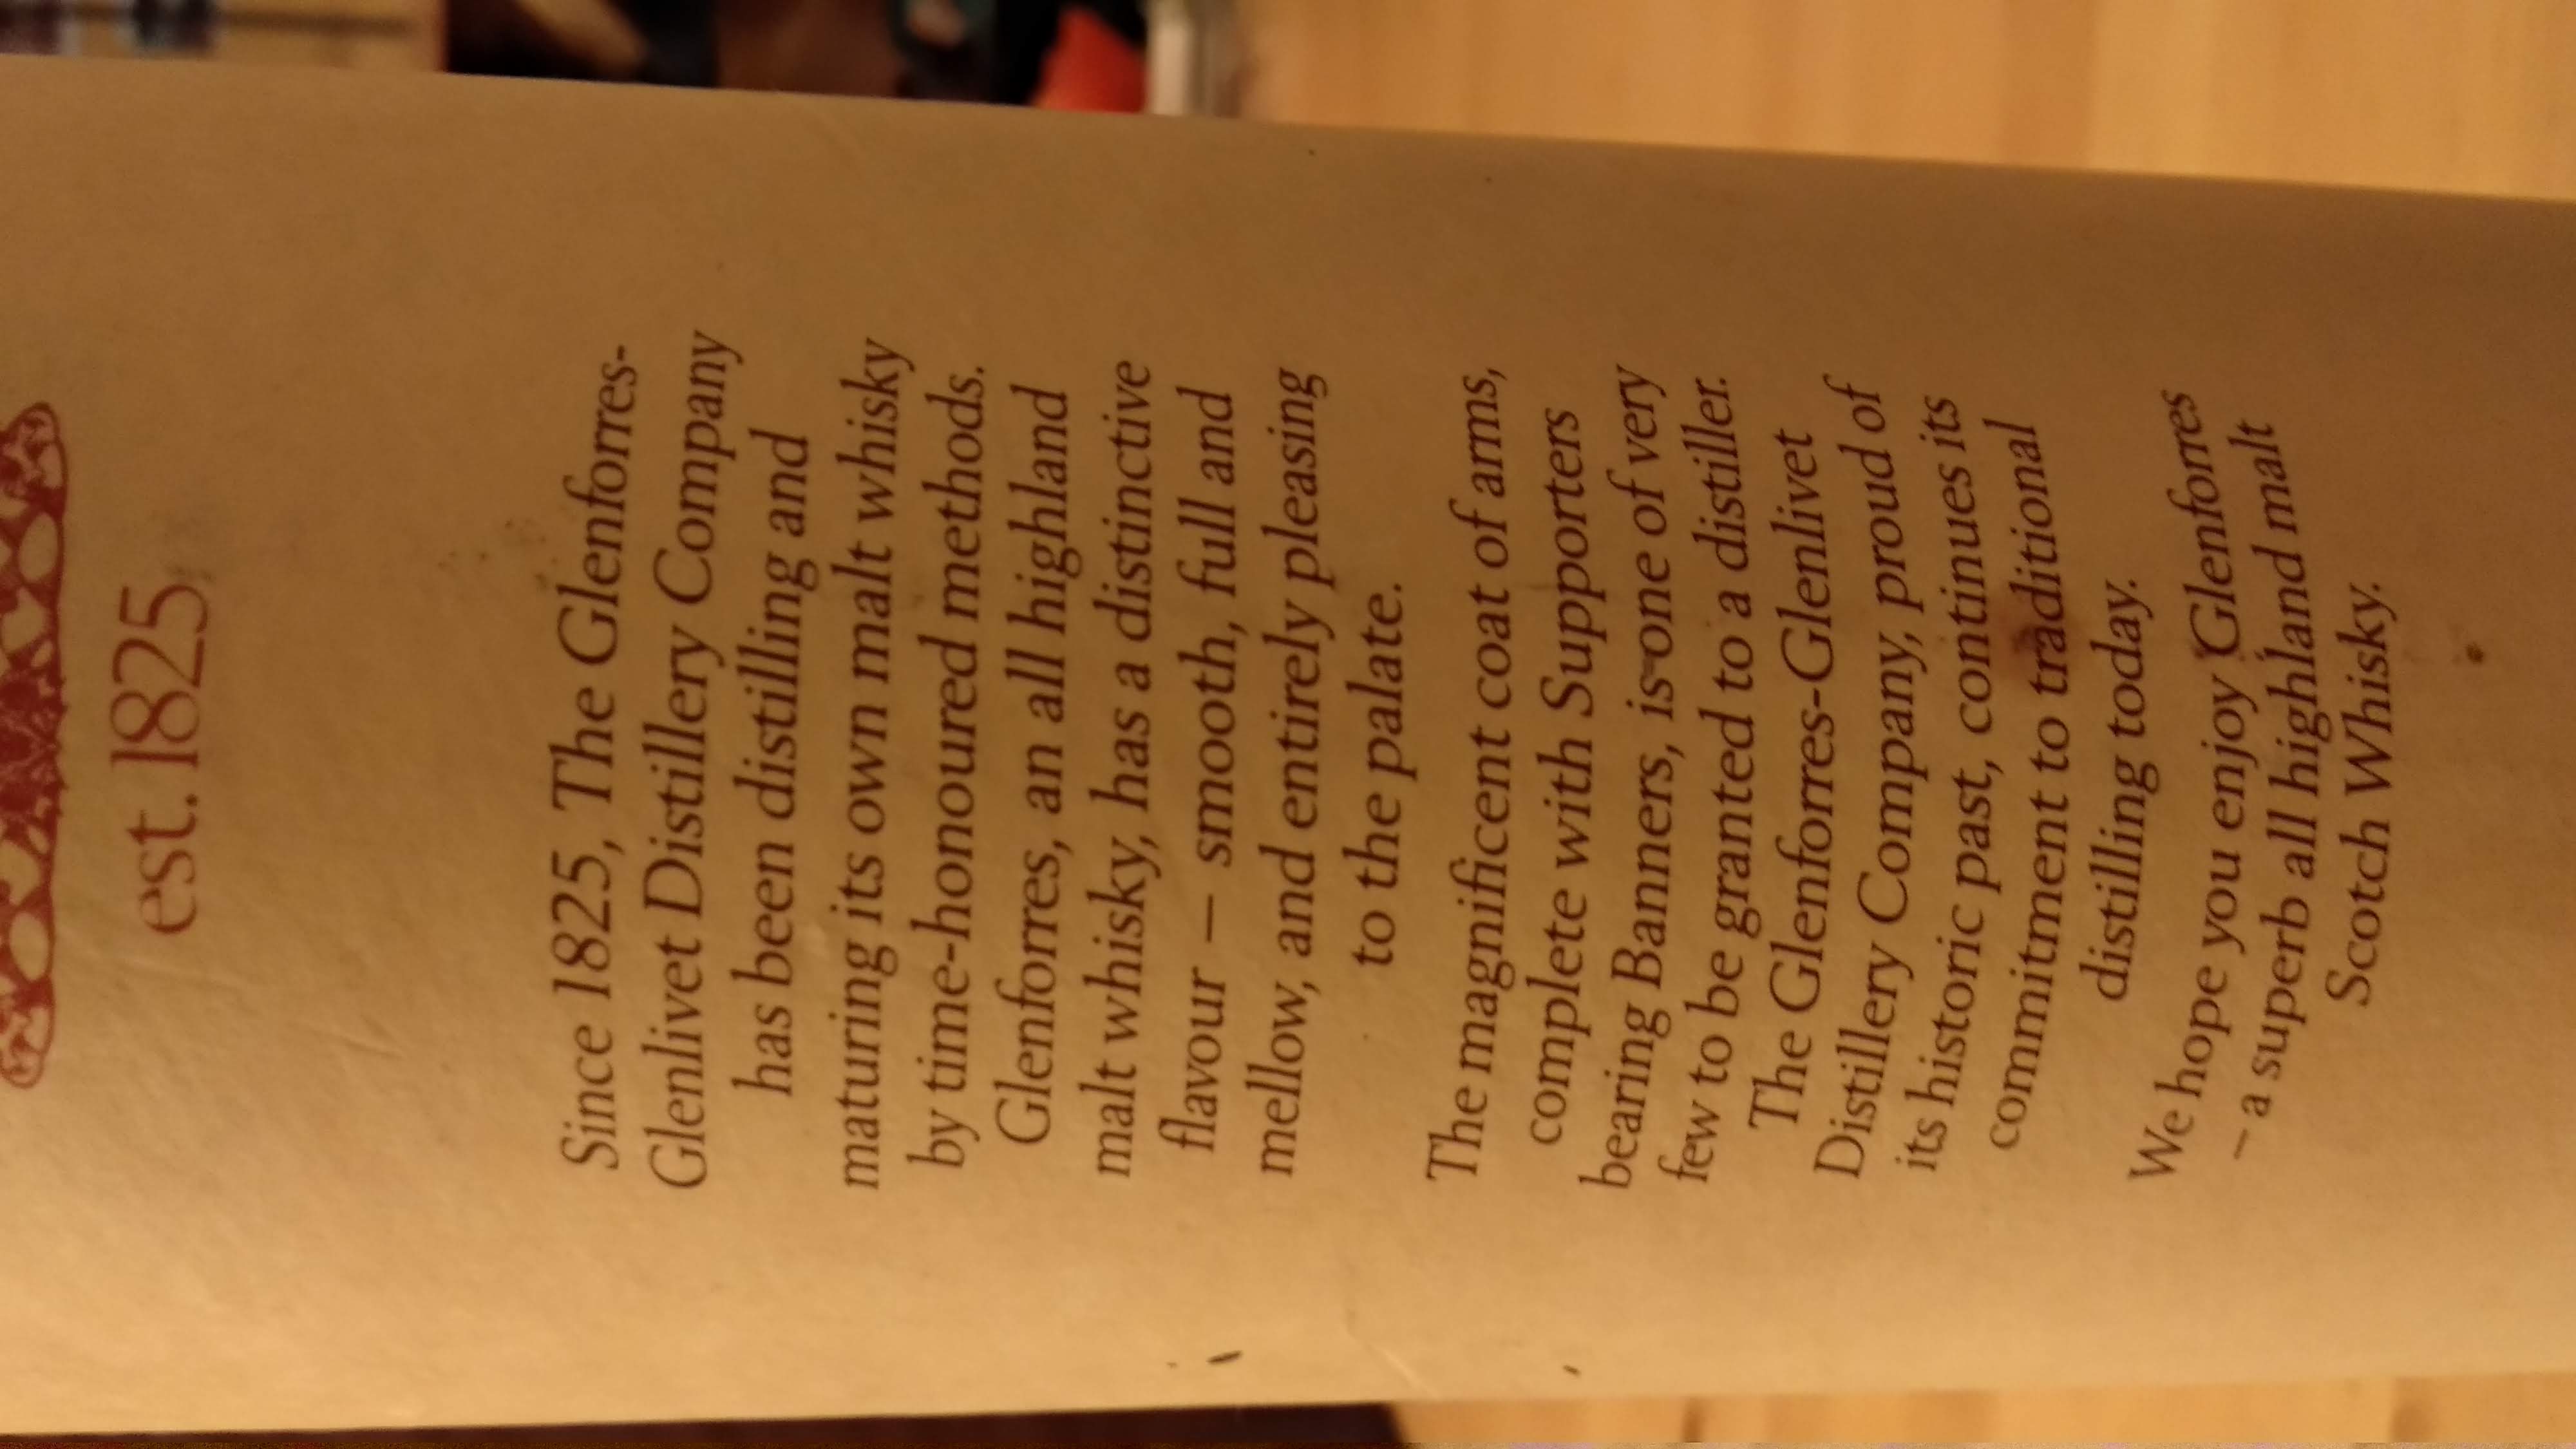 est. 1825
Since 1825, The Glenforres-
Glenlivet Distillery Company
has been distilling and
maturing its own malt whisky
by time-honoured methods.
Glenforres, an all highland
malt whisky, has a distinctive
flavour – smooth, full and
mellow, and entirely pleasing
to the palate.
The magnificent coat of arms,
complete with Supporters
bearing Banners, is one of very
few to be granted to a distiller.
The Glenforres-Glenlivet
Distillery Company, proud of
its historic past, continues its
commitment to traditional
distilling today.
We hope you enjoy Glenforres
– a superb all highland malt
Scotch Whisky.